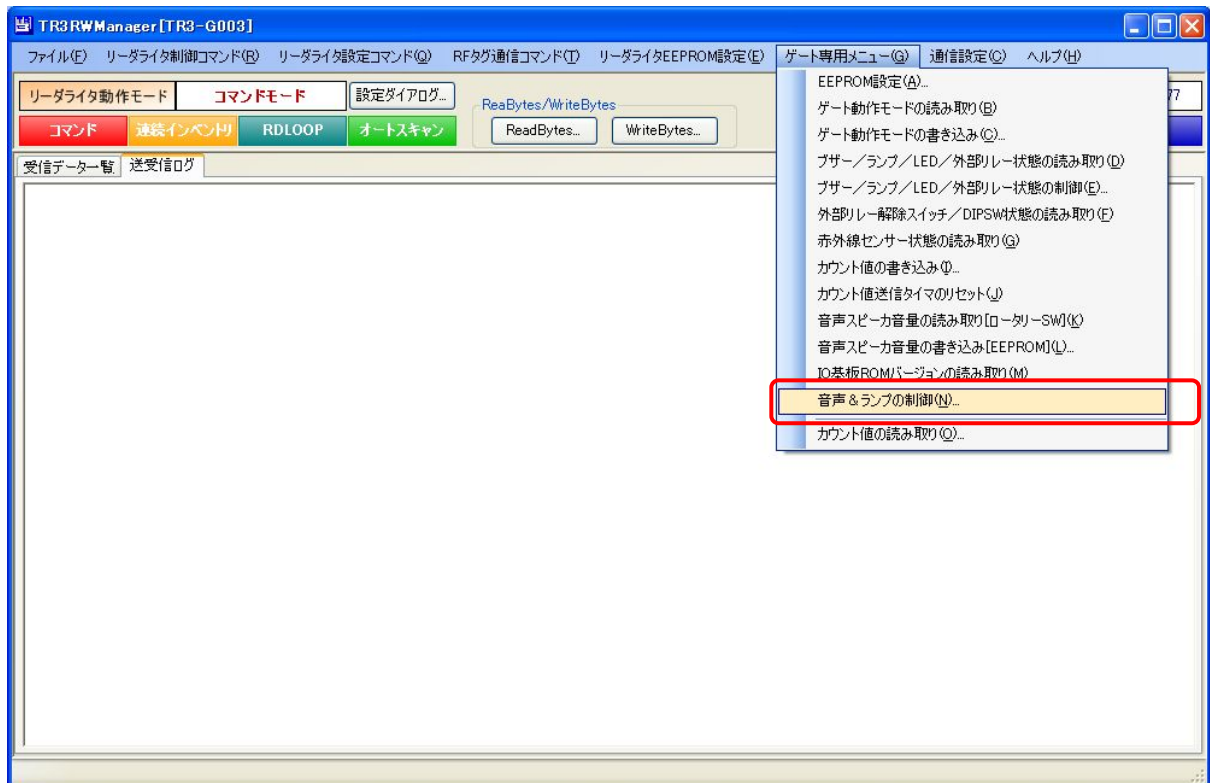 TR3RWManager[TR3-G003]
ファイル(F) リーダライタ制御コマンド(R) リーダライタ設定コマンド(Q) RFタグ通信コマンド(T) リーダライタEEPROM設定(E) ゲート専用メニュー(G) 通信設定(C) ヘルプ(H)
リーダライタ動作モード コマンドモード 設定ダイアログ...
ReaBytes/WriteBytes
77
コマンド 連続インベントリ RDLOOP オートスキャン
ReadBytes... WriteBytes...
受信データ一覧 送受信ログ
EEPROM設定(A)...
ゲート動作モードの読み取り(B)
ゲート動作モードの書き込み(C)...
ブザー／ランプ／LED／外部リレー状態の読み取り(D)
ブザー／ランプ／LED／外部リレー状態の制御(E)...
外部リレー解除スイッチ／DIPSW状態の読み取り(F)
赤外線センサー状態の読み取り(G)
カウント値の書き込み(I)...
カウント値送信タイマのリセット(J)
音声スピーカ音量の読み取り[ロータリーSW](K)
音声スピーカ音量の書き込み[EEPROM](L)...
IO基板ROMバージョンの読み取り(M)
音声＆ランプの制御(N)...
カウント値の読み取り(O)...